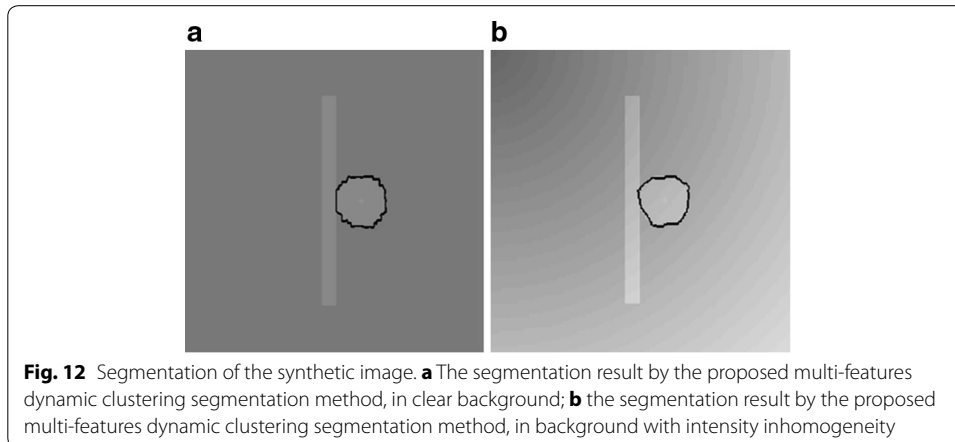 a b
Fig. 12 Segmentation of the synthetic image. a The segmentation result by the proposed multi-features
dynamic clustering segmentation method, in clear background; b the segmentation result by the proposed
multi-features dynamic clustering segmentation method, in background with intensity inhomogeneity